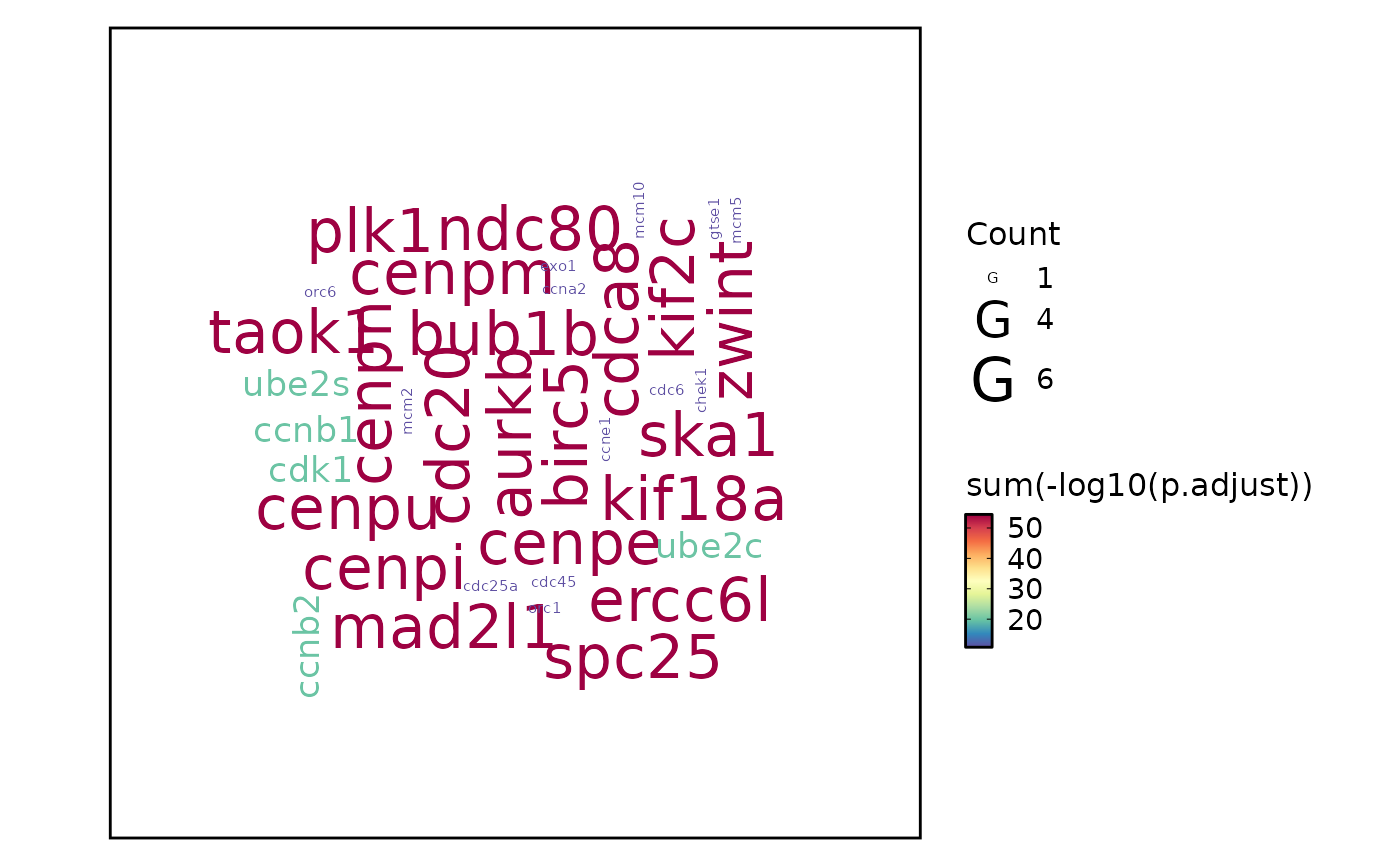 mcm10
gtse1
mcm5
plk1
ndc80
kif2c
cenpm
exo1
cdca8
zwint
orc6
ccna2
taok1
bub1b
cenpn
ube2s
mcm2
cdc20
aurkb
birc5
cdc6
chek1
ccnb1
ccne1
ska1
cdk1
cenpu
kif18a
cenpe
ube2c
cenpi
cdc25a
cdc45
ercc6l
orc1
ccnb2
mad2l1
spc25
Count
G 1
G 4
G 6
sum(-log10(p.adjust))
50
40
30
20